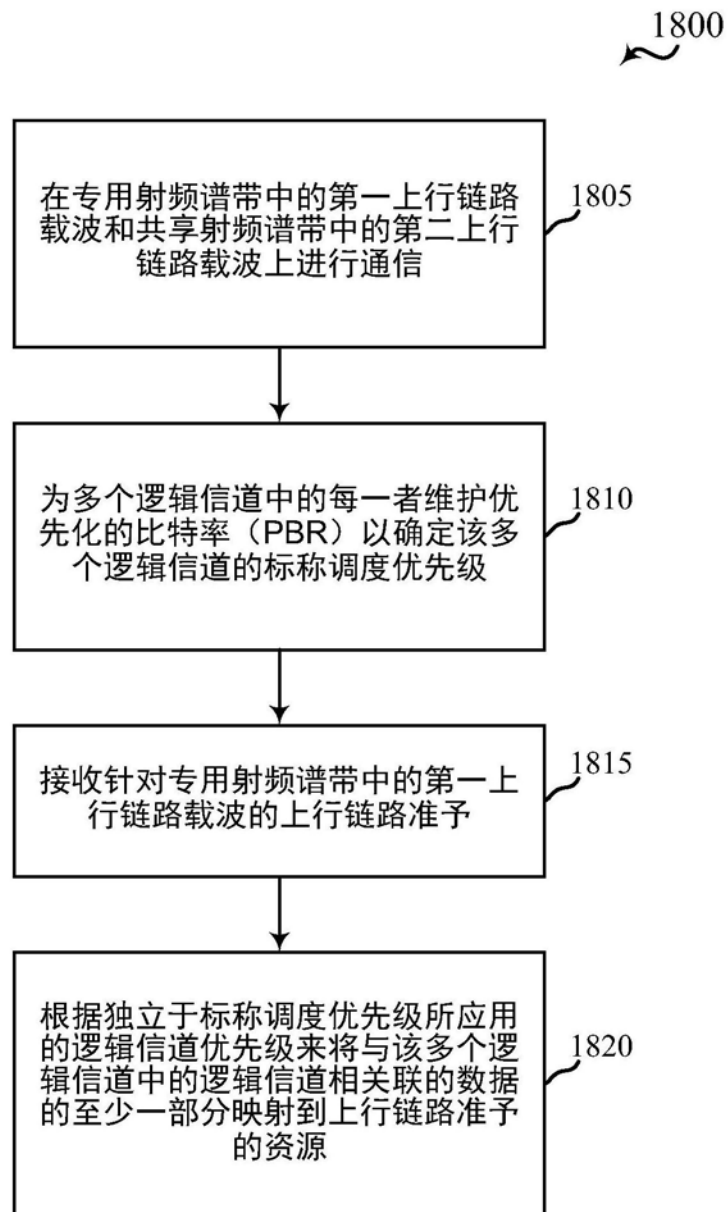 1800
在专用射频谱带中的第一上行链路
载波和共享射频谱带中的第二上行
链路载波上进行通信
1805
为多个逻辑信道中的每一者维护优
先化的比特率（PBR）以确定该多
个逻辑信道的标称调度优先级
1810
接收针对专用射频谱带中的第一上
行链路载波的上行链路准予
1815
根据独立于标称调度优先级所应用
的逻辑信道优先级来将与该多个逻
辑信道中的逻辑信道相关联的数据
的至少一部分映射到上行链路准予
的资源
1820